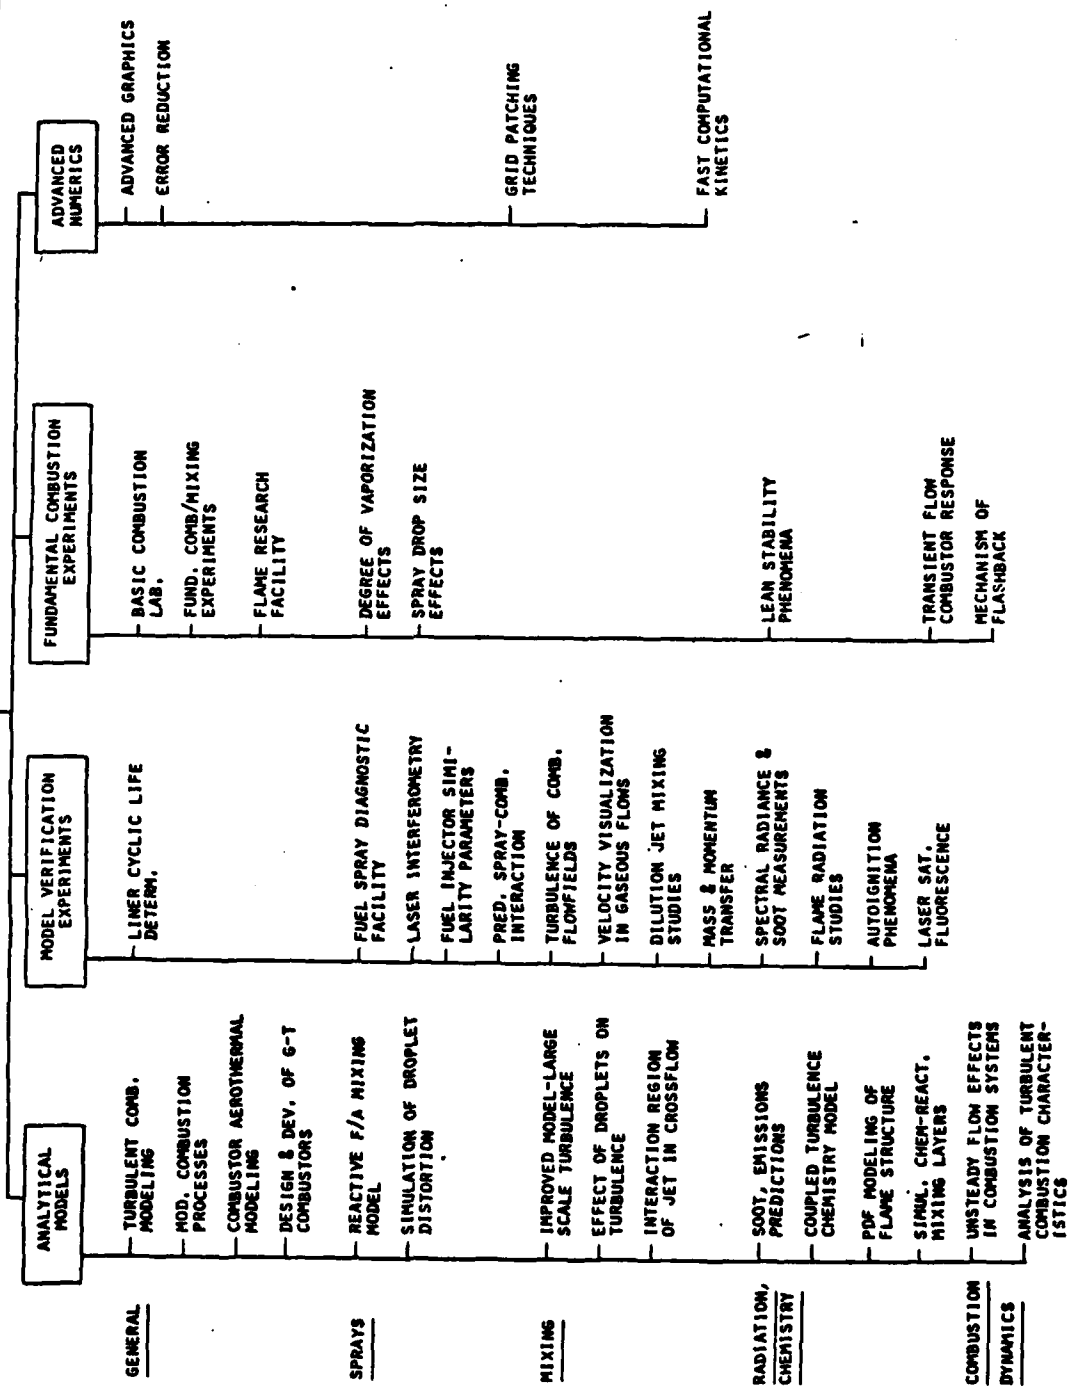 ANALYTICAL
MODELS
MODEL VERIFICATION
EXPERIMENTS
FUNDAMENTAL COMBUSTION
EXPERIMENTS
ADVANCED
NUMERICS
GENERAL
TURBULENT COMB.
MODELING
MOD. COMBUSTION
PROCESSES
COMBUSTOR AEROTHERMAL
MODELING
DESIGN & DEV. OF G-T
COMBUSTORS
LINER CYCLIC LIFE
DETERM.
BASIC COMBUSTION
LAB.
FUND. COMB/MIXING
EXPERIMENTS
FLAME RESEARCH
FACILITY
ADVANCED GRAPHICS
ERROR REDUCTION
SPRAYS
REACTIVE F/A MIXING
MODEL
SIMULATION OF DROPLET
DISTORTION
FUEL SPRAY DIAGNOSTIC
FACILITY
LASER INTERFEROMETRY
FUEL INJECTOR SIMI-
LARITY PARAMETERS
PRED. SPRAY-COMB.
INTERACTION
DEGREE OF VAPORIZATION
EFFECTS
SPRAY DROP SIZE
EFFECTS
MIXING
IMPROVED MODEL-LARGE
SCALE TURBULENCE
EFFECT OF DROPLETS ON
TURBULENCE
INTERACTION REGION
OF JET IN CROSSFLOW
TURBULENCE OF COMB.
FLOWFIELDS
VELOCITY VISUALIZATION
IN GASEOUS FLOWS
DILUTION JET MIXING
STUDIES
MASS & MOMENTUM
TRANSFER
GRID PATCHING
TECHNIQUES
RADIATION,
CHEMISTRY
SOOT, EMISSIONS
PREDICTIONS
COUPLED TURBULENCE
CHEMISTRY MODEL
PDF MODELING OF
FLAME STRUCTURE
SIMUL. CHEM-REACT.
MIXING LAYERS
SPECTRAL RADIANCE &
SOOT MEASUREMENTS
FLAME RADIATION
STUDIES
AUTOIGNITION
PHENOMENA
LASER SAT.
FLUORESCENCE
LEAN STABILITY
PHENOMENA
FAST COMPUTATIONAL
KINETICS
COMBUSTION
DYNAMICS
UNSTEADY FLOW EFFECTS
IN COMBUSTION SYSTEMS
ANALYSIS OF TURBULENT
COMBUSTION CHARACTER-
ISTICS
TRANSIENT FLOW
COMBUSTOR RESPONSE
MECHANISM OF
FLASHBACK